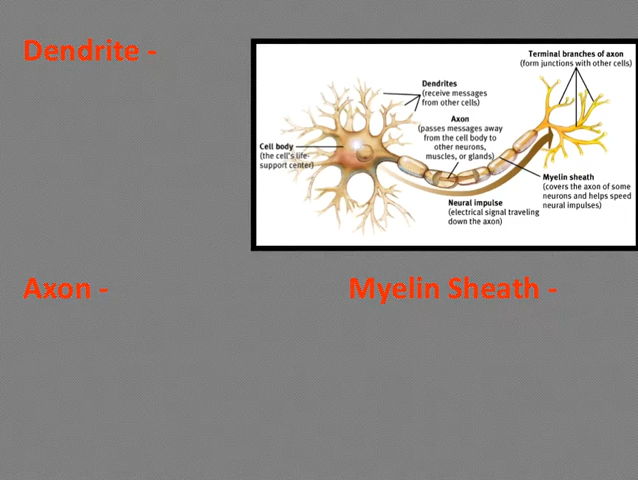 Dendrite -
Terminal branches of axon
(form junctions with other cells)
Dendrites
(receive messages
from other cells)
Axon
(passes messages away
from the cell body to
other neurons,
muscles, or glands)
Cell body
(the cell's life-
support center)
Myelin sheath
(covers the axon of some
neurons and helps speed
neural impulses)
Neural impulse
(electrical signal traveling
down the axon)
Axon -
Myelin Sheath -